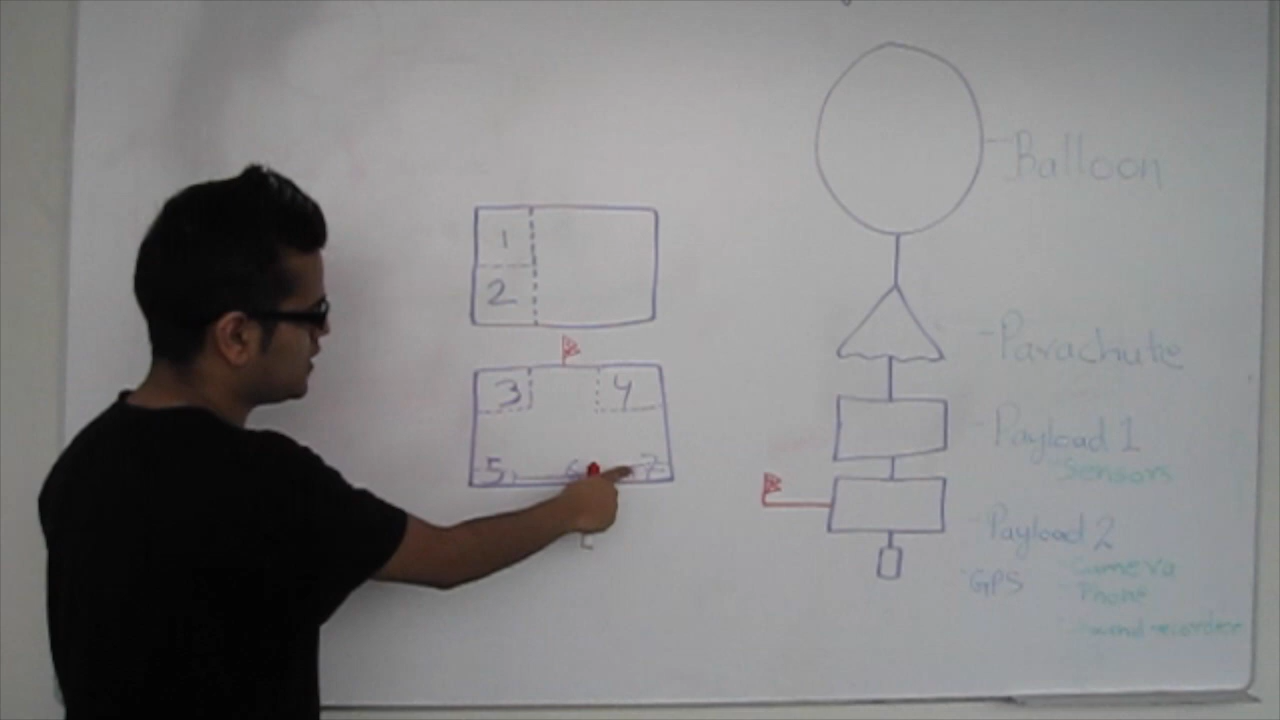 1
2
3 4
5 6 7
Balloon
Parachute
Payload 1
Sensors
Payload 2
GPS
Camera
Phone
Sound recorder